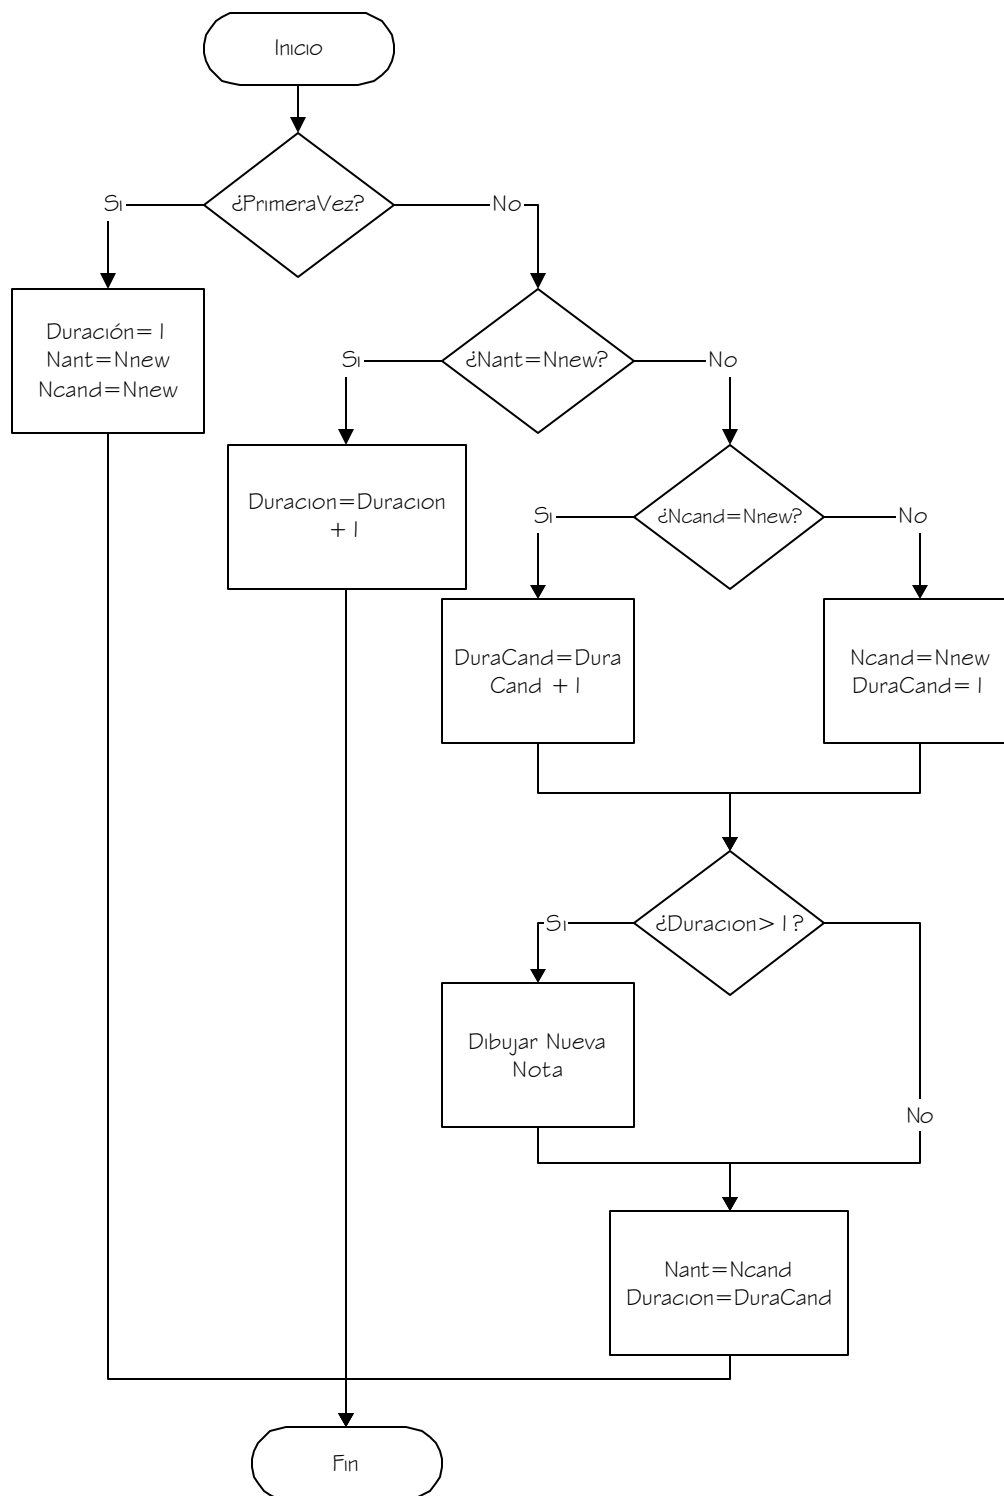 Inicio
¿PrimeraVez?
Si
No
Duración=1
Nant=Nnew
Ncand=Nnew
¿Nant=Nnew?
Si
No
Duracion=Duracion
+1
¿Ncand=Nnew?
Si
No
DuraCand=Dura
Cand +1
Ncand=Nnew
DuraCand=1
¿Duracion>1?
Si
No
Dibujar Nueva
Nota
Nant=Ncand
Duracion=DuraCand
Fin